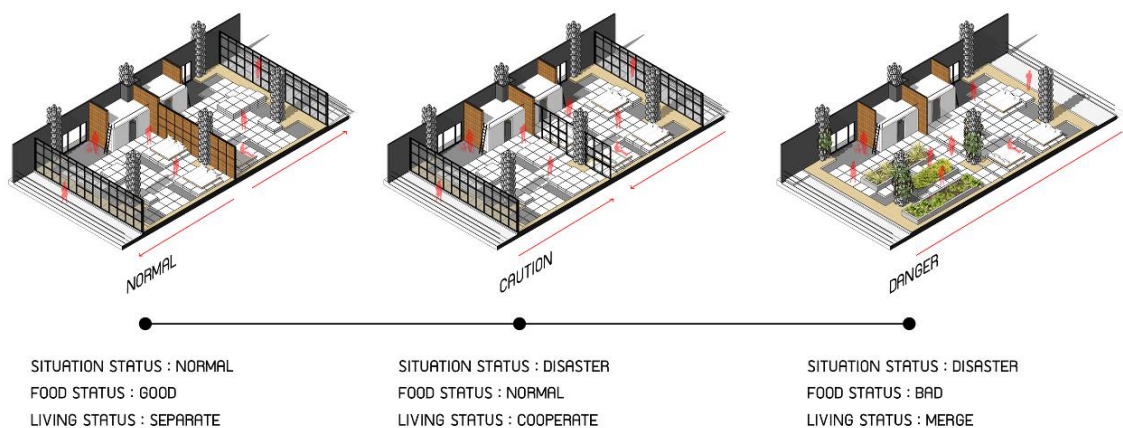 NORMAL
CAUTION
DANGER
SITUATION STATUS : NORMAL
FOOD STATUS : GOOD
LIVING STATUS : SEPARATE
SITUATION STATUS : DISASTER
FOOD STATUS : NORMAL
LIVING STATUS : COOPERATE
SITUATION STATUS : DISASTER
FOOD STATUS : BAD
LIVING STATUS : MERGE